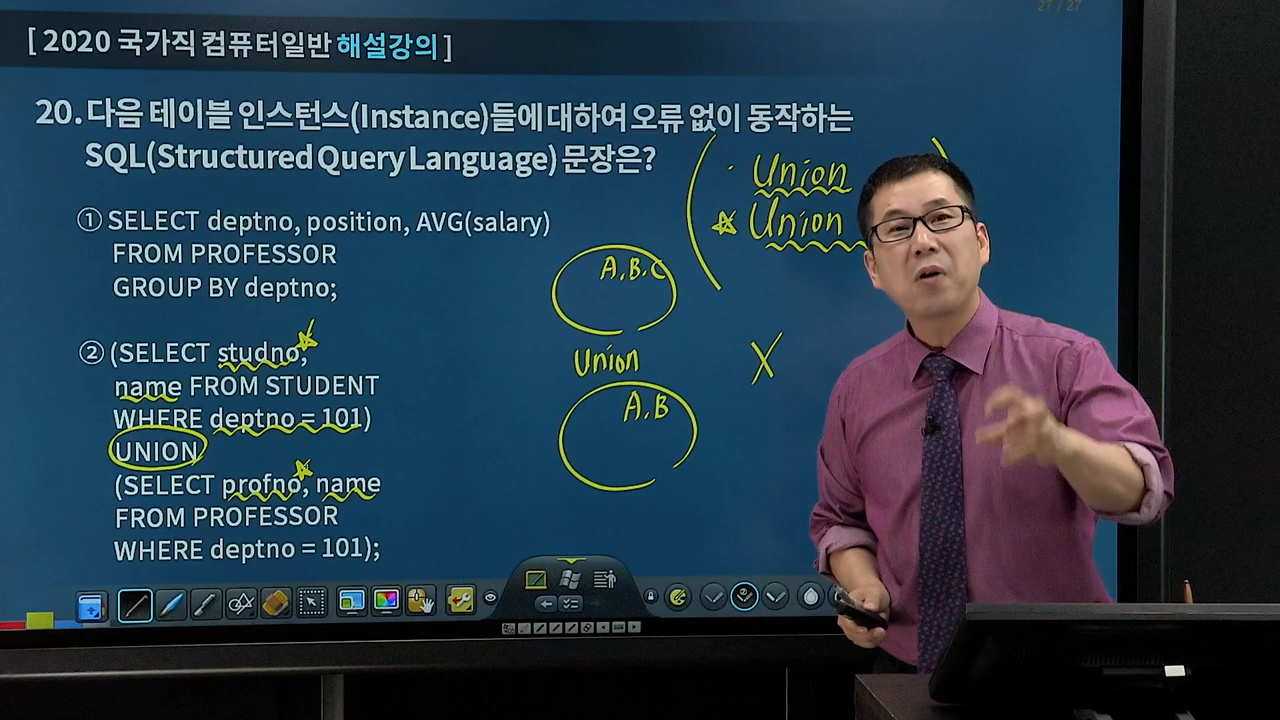 27 / 27
[ 2020 국가직 컴퓨터일반 해설강의 ]
20. 다음 테이블 인스턴스(Instance)들에 대하여 오류 없이 동작하는
SQL(Structured Query Language) 문장은?
① SELECT deptno, position, AVG(salary)
FROM PROFESSOR
GROUP BY deptno;
② (SELECT studno,
name FROM STUDENT
WHERE deptno = 101)
UNION
(SELECT profno, name
FROM PROFESSOR
WHERE deptno = 101);
Union
Union
A.B.C
Union
A.B
X